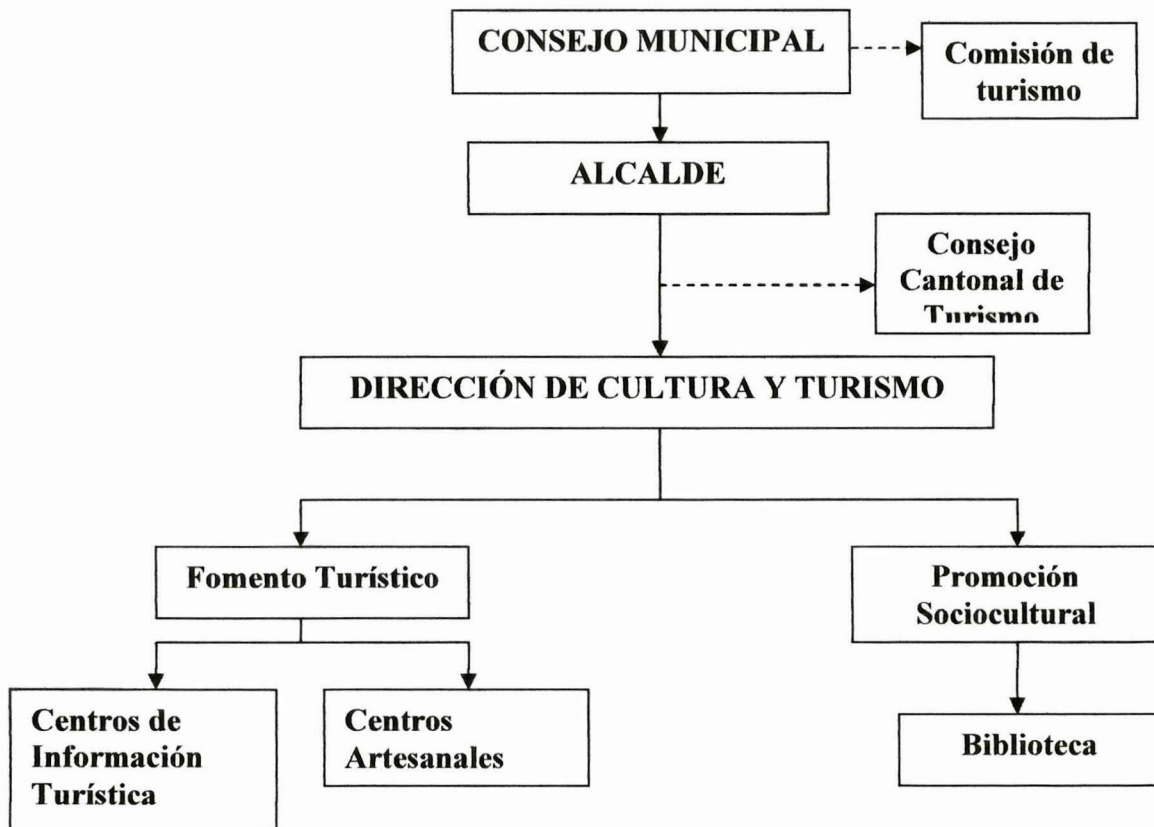 CONSEJO MUNICIPAL
Comisión de
turismo
ALCALDE
Consejo
Cantonal de
Turismo
DIRECCIÓN DE CULTURA Y TURISMO
Fomento Turístico
Promoción
Sociocultural
Centros de
Información
Turística
Centros
Artesanales
Biblioteca